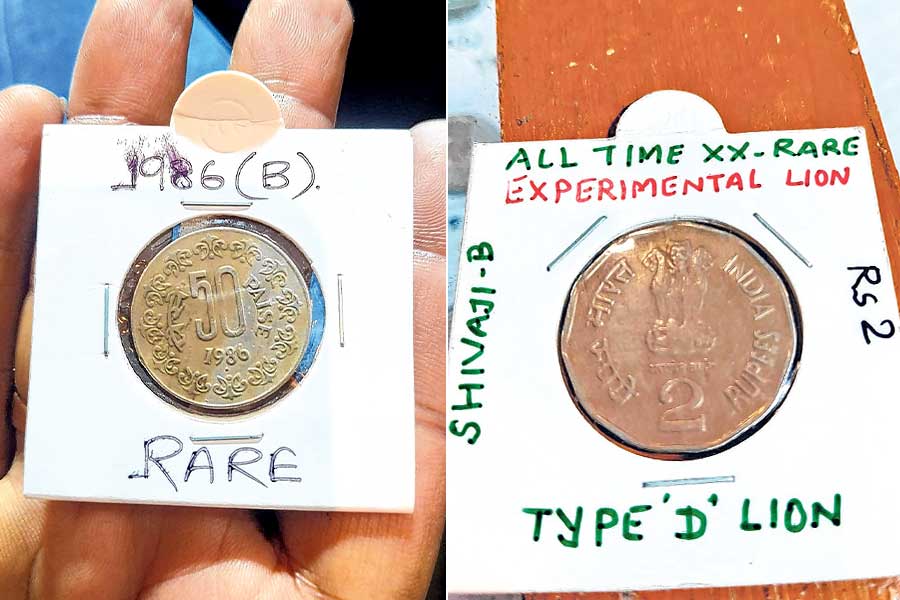 1986(B).
50
पैसे
PAISE
1986
RARE
ALL TIME XX-RARE
EXPERIMENTAL LION
SHIVAJI-B
Rs 2
भारत
INDIA
रुपये
RUPEES
2
TYPE 'D' LION